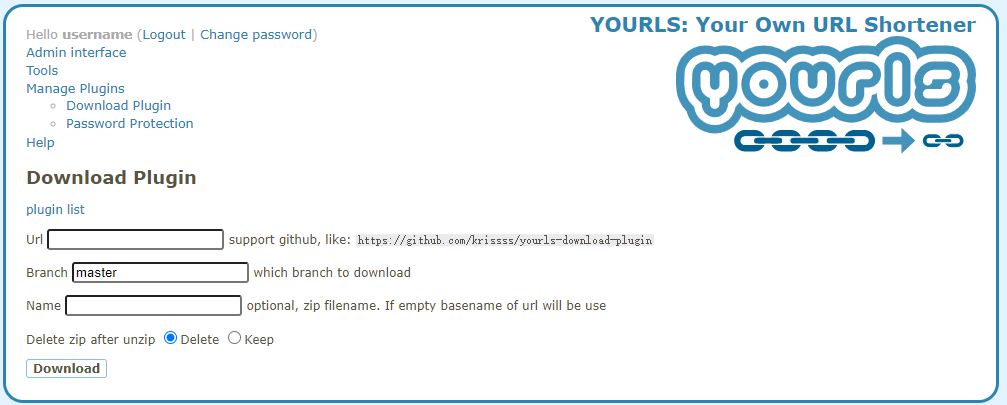 YOURLS: Your Own URL Shortener
yourls
Hello username (Logout | Change password)
Admin interface
Tools
Manage Plugins
Download Plugin
Password Protection
Help
Download Plugin
plugin list
Url support github, like: https://github.com/krissss/yourls-download-plugin
Branch master which branch to download
Name optional, zip filename. If empty basename of url will be use
Delete zip after unzip Delete Keep
Download